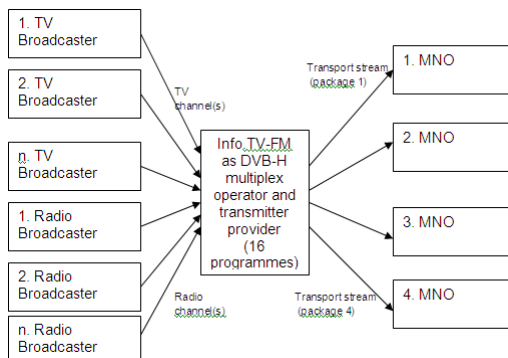 1. TV
Broadcaster
2. TV
Broadcaster
n. TV
Broadcaster
1. Radio
Broadcaster
2. Radio
Broadcaster
n. Radio
Broadcaster
TV
channel(s)
Radio
channel(s)
Info TV-FM
as DVB-H
multiplex
operator and
transmitter
provider
(16
programmes)
Transport stream
(package 1)
Transport stream
(package 4)
1. MNO
2. MNO
3. MNO
4. MNO